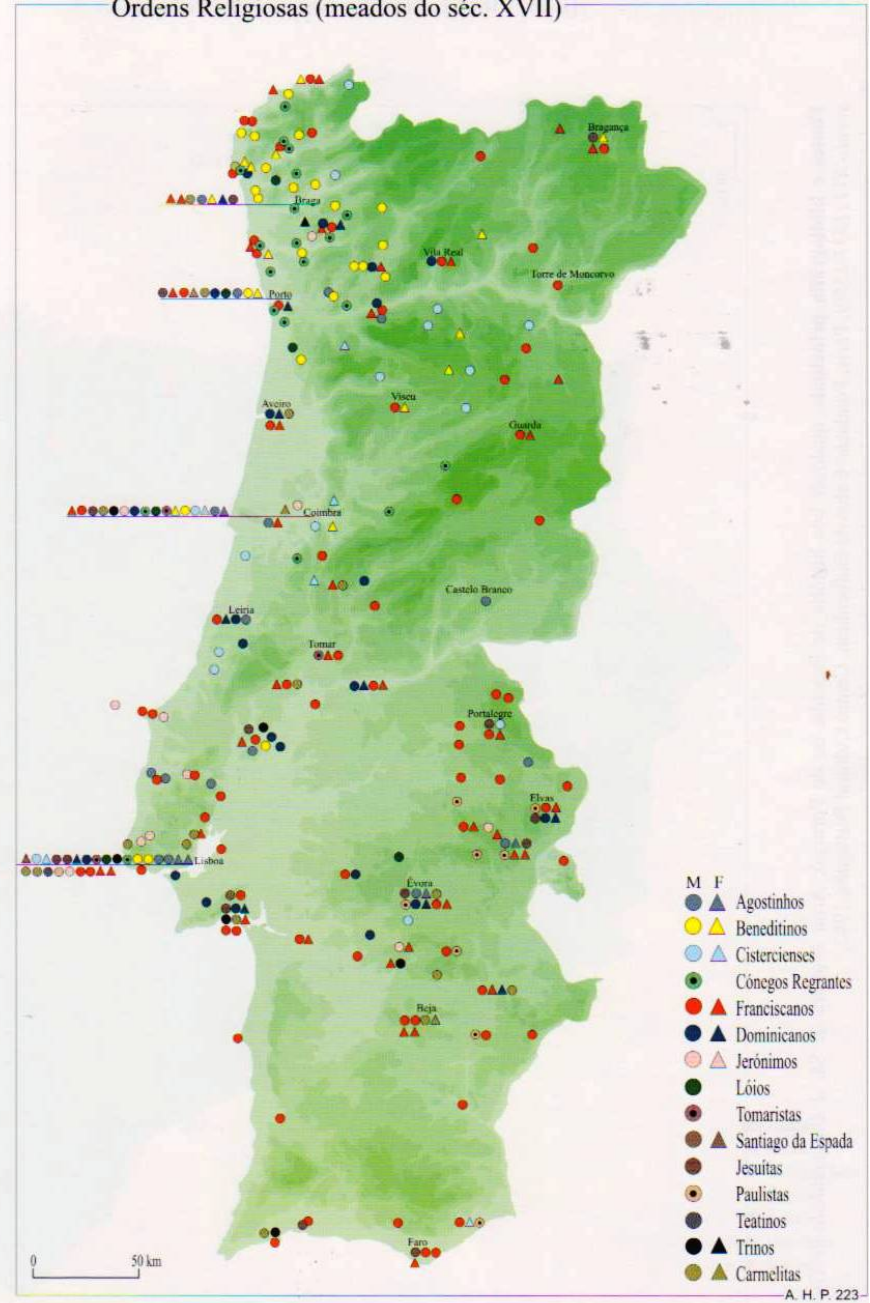 Ordens Religiosas (meados do séc. XVII)
Bragança
Braga
Vila Real
Torre de Moncorvo
Porto
Aveiro
Viseu
Guarda
Coimbra
Castelo Branco
Leiria
Tomar
Portalegre
Elvas
Lisboa
Évora
Beja
Faro
M F
Agostinhos
Beneditinos
Cistercienses
Cónegos Regrantes
Franciscanos
Dominicanos
Jerónimos
Lóios
Tomaristas
Santiago da Espada
Jesuítas
Paulistas
Teatinos
Trinos
Carmelitas
0 50 km
A. H. P. 223